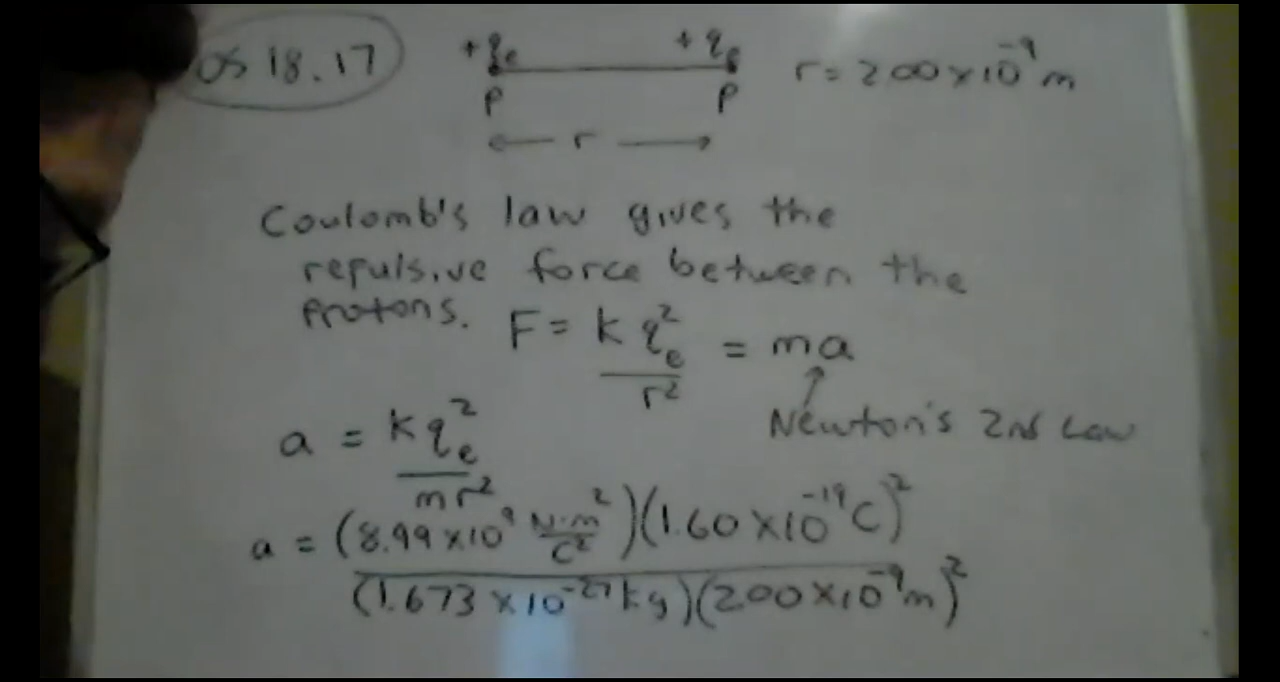 OS 18.17
+qe +qe r = 2.00 x 10⁻⁹ m
P P
← r →
Coulomb's law gives the
repulsive force between the
protons.
F = k qe²/r² = ma
Newton's 2nd Law
a = k qe²/mr²
a = (8.99 x 10⁹ N·m²/C²)(1.60 x 10⁻¹⁹ C)²
(1.673 x 10⁻²⁷ kg)(2.00 x 10⁻⁹ m)²